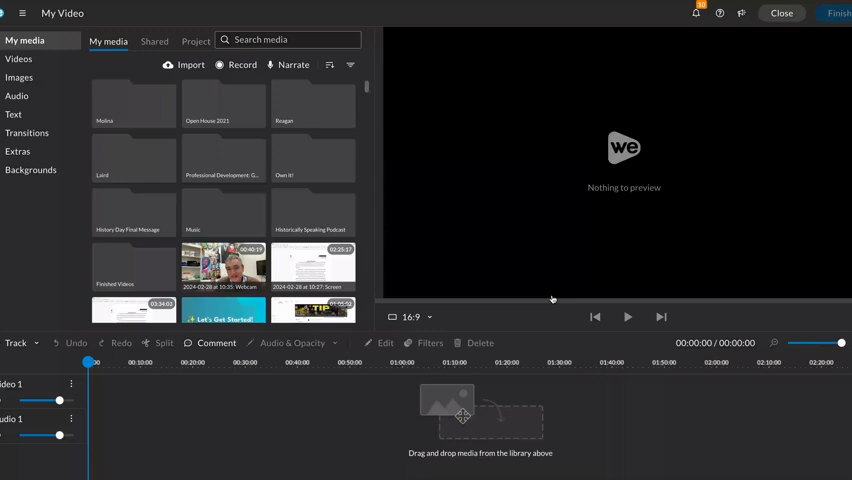 My Video
10
Close
Finish
My media
Videos
Images
Audio
Text
Transitions
Extras
Backgrounds
My media Shared Project
Search media
Import Record Narrate
Molina
Open House 2021
Reagan
Laird
Professional Development: G...
Own it!
History Day Final Message
Music
Historically Speaking Podcast
Finished Videos
00:40:19
2024-02-28 at 10:35: Webcam
02:25:17
2024-02-28 at 10:27: Screen
03:34:03
Let's Get Started!
TIP
we
Nothing to preview
16:9
Track Undo Redo Split Comment Audio & Opacity Edit Filters Delete 00:00:00 / 00:00:00
00 00:10:00 00:20:00 00:30:00 00:40:00 00:50:00 01:00:00 01:10:00 01:20:00 01:30:00 01:40:00 01:50:00 02:00:00 02:10:00 02:20:00
ideo 1
udio 1
Drag and drop media from the library above